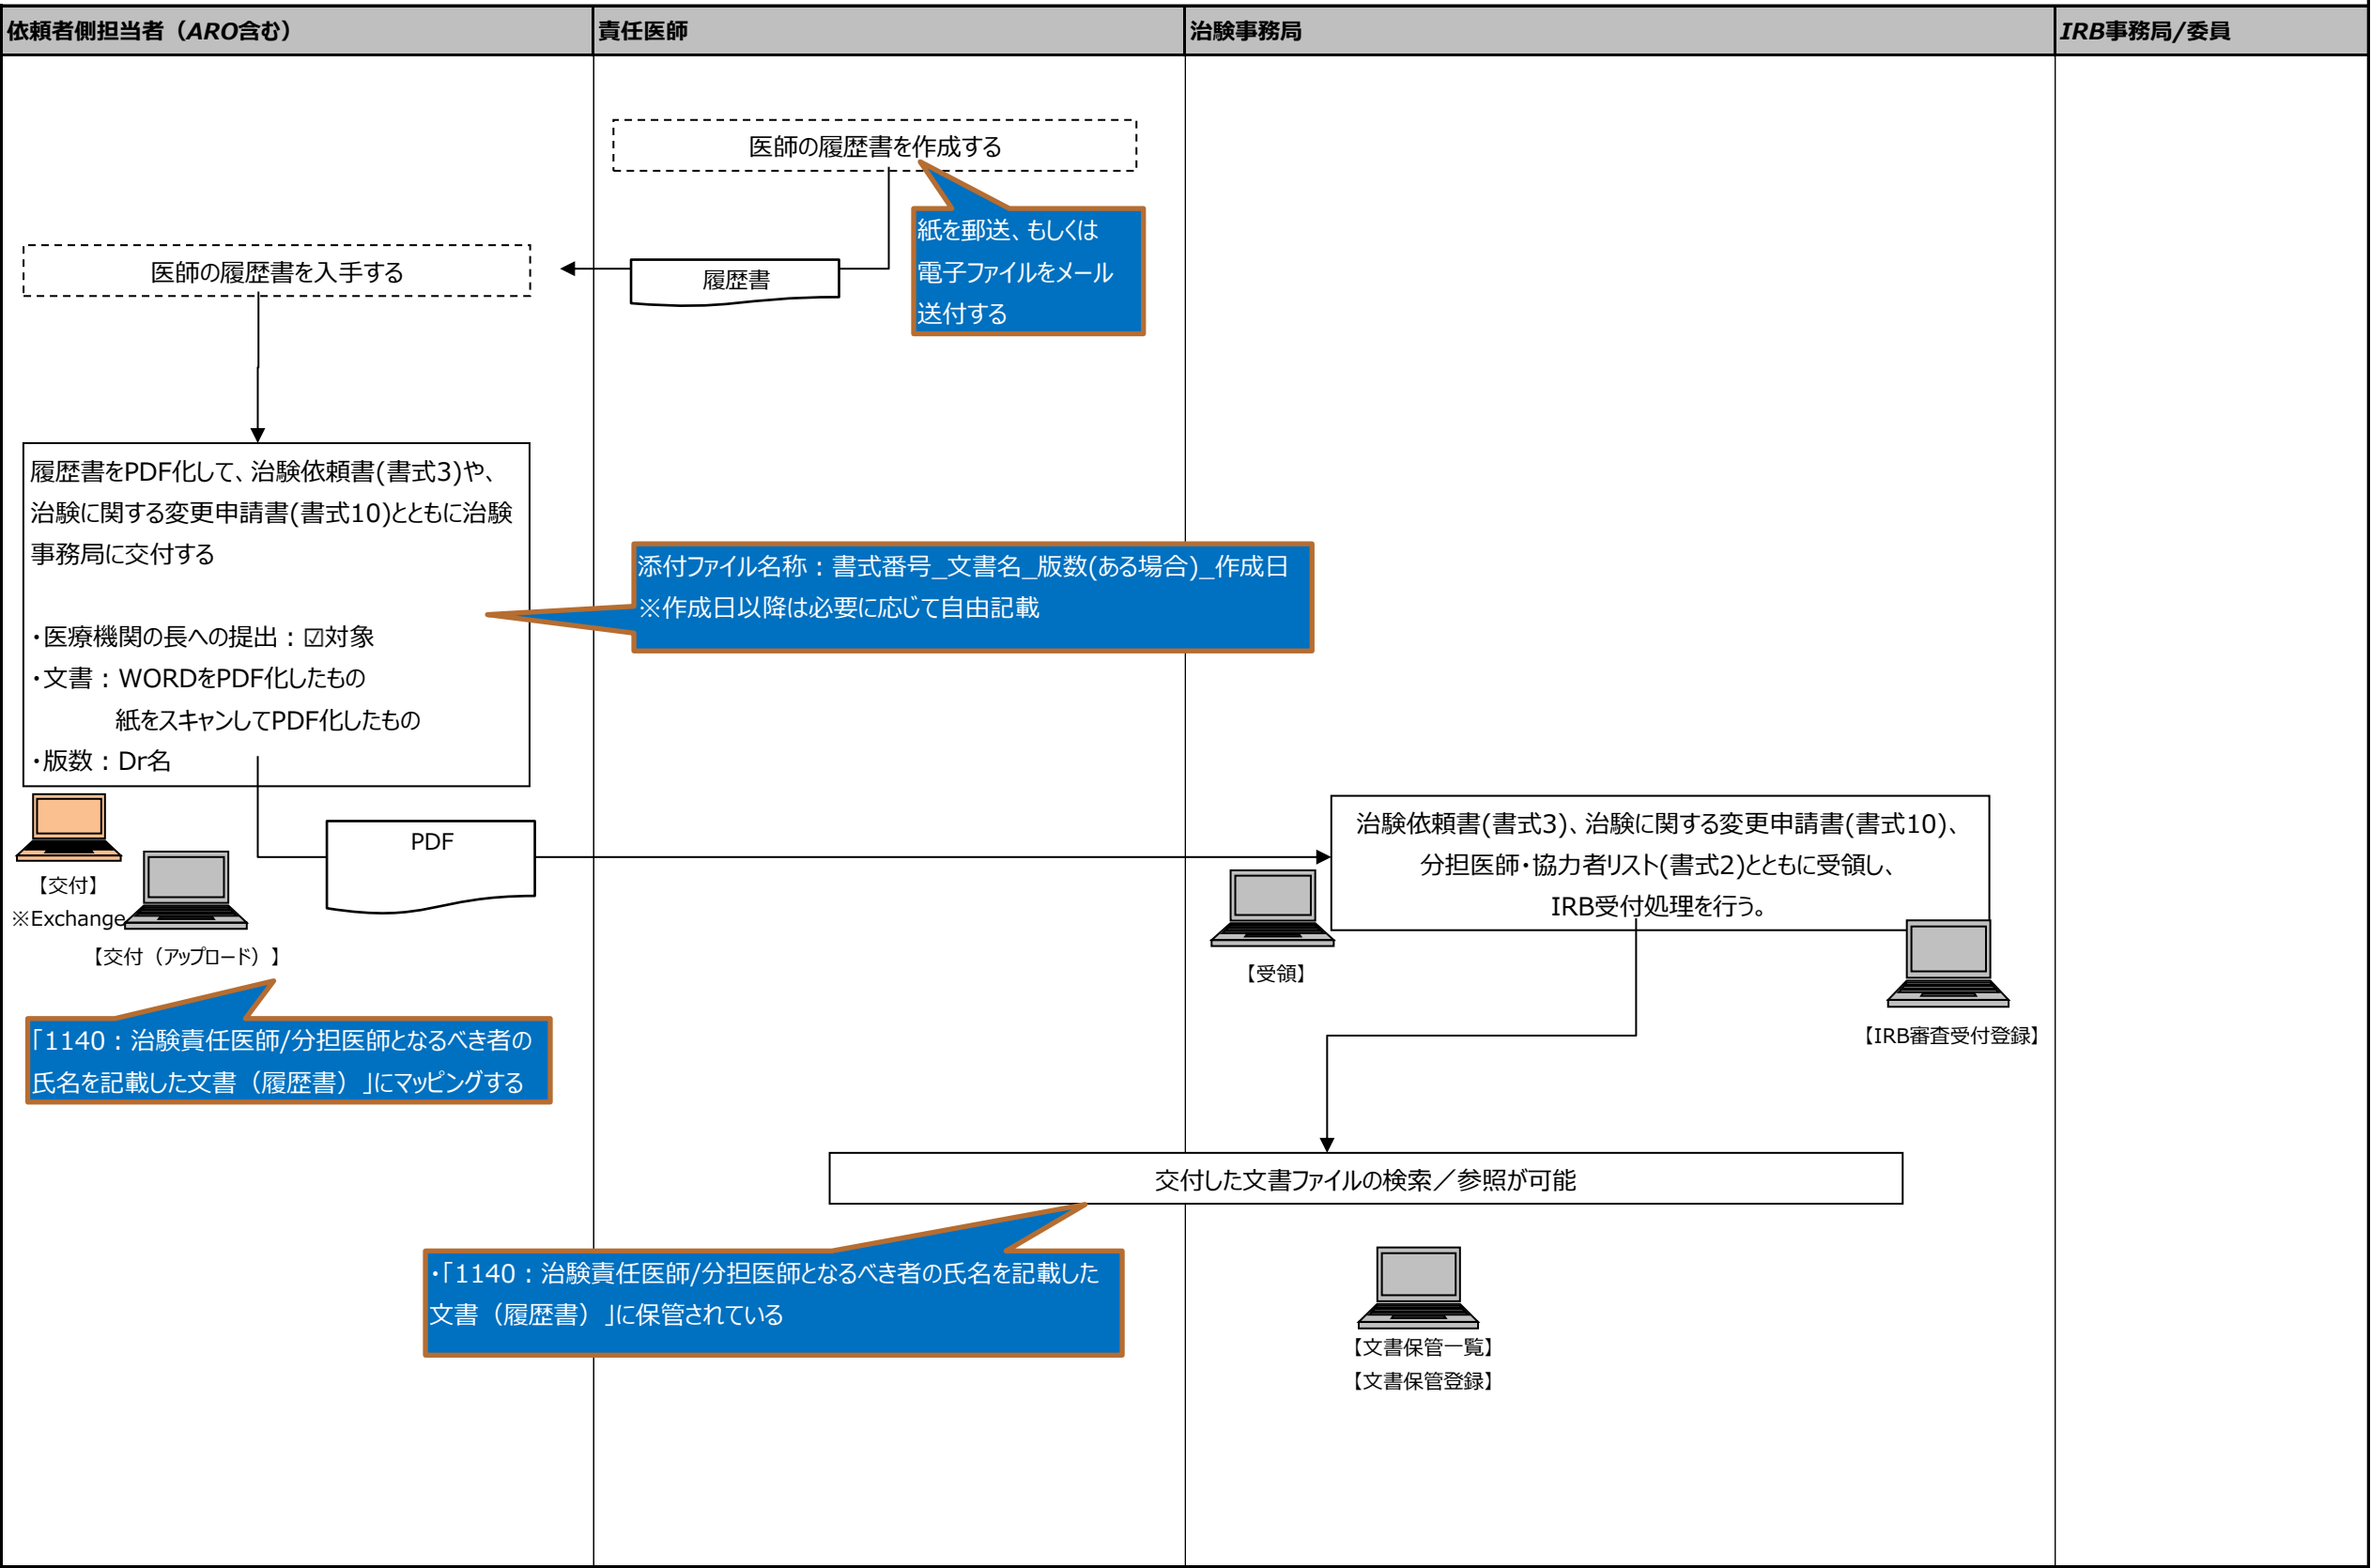 依頼者側担当者（ARO含む）
責任医師
治験事務局
IRB事務局/委員
医師の履歴書を作成する
紙を郵送、もしくは
電子ファイルをメール
送付する
医師の履歴書を入手する
履歴書
履歴書をPDF化して、治験依頼書(書式3)や、
治験に関する変更申請書(書式10)とともに治験
事務局に交付する
・医療機関の長への提出：☑対象
・文書：WORDをPDF化したもの
紙をスキャンしてPDF化したもの
・版数：Dr名
添付ファイル名称：書式番号_文書名_版数(ある場合)_作成日
※作成日以降は必要に応じて自由記載
【交付】
※Exchange
【交付（アップロード）】
PDF
治験依頼書(書式3)、治験に関する変更申請書(書式10)、
分担医師・協力者リスト(書式2)とともに受領し、
IRB受付処理を行う。
【受領】
【IRB審査受付登録】
「1140：治験責任医師/分担医師となるべき者の
氏名を記載した文書（履歴書）」にマッピングする
交付した文書ファイルの検索／参照が可能
・「1140：治験責任医師/分担医師となるべき者の氏名を記載した
文書（履歴書）」に保管されている
【文書保管一覧】
【文書保管登録】